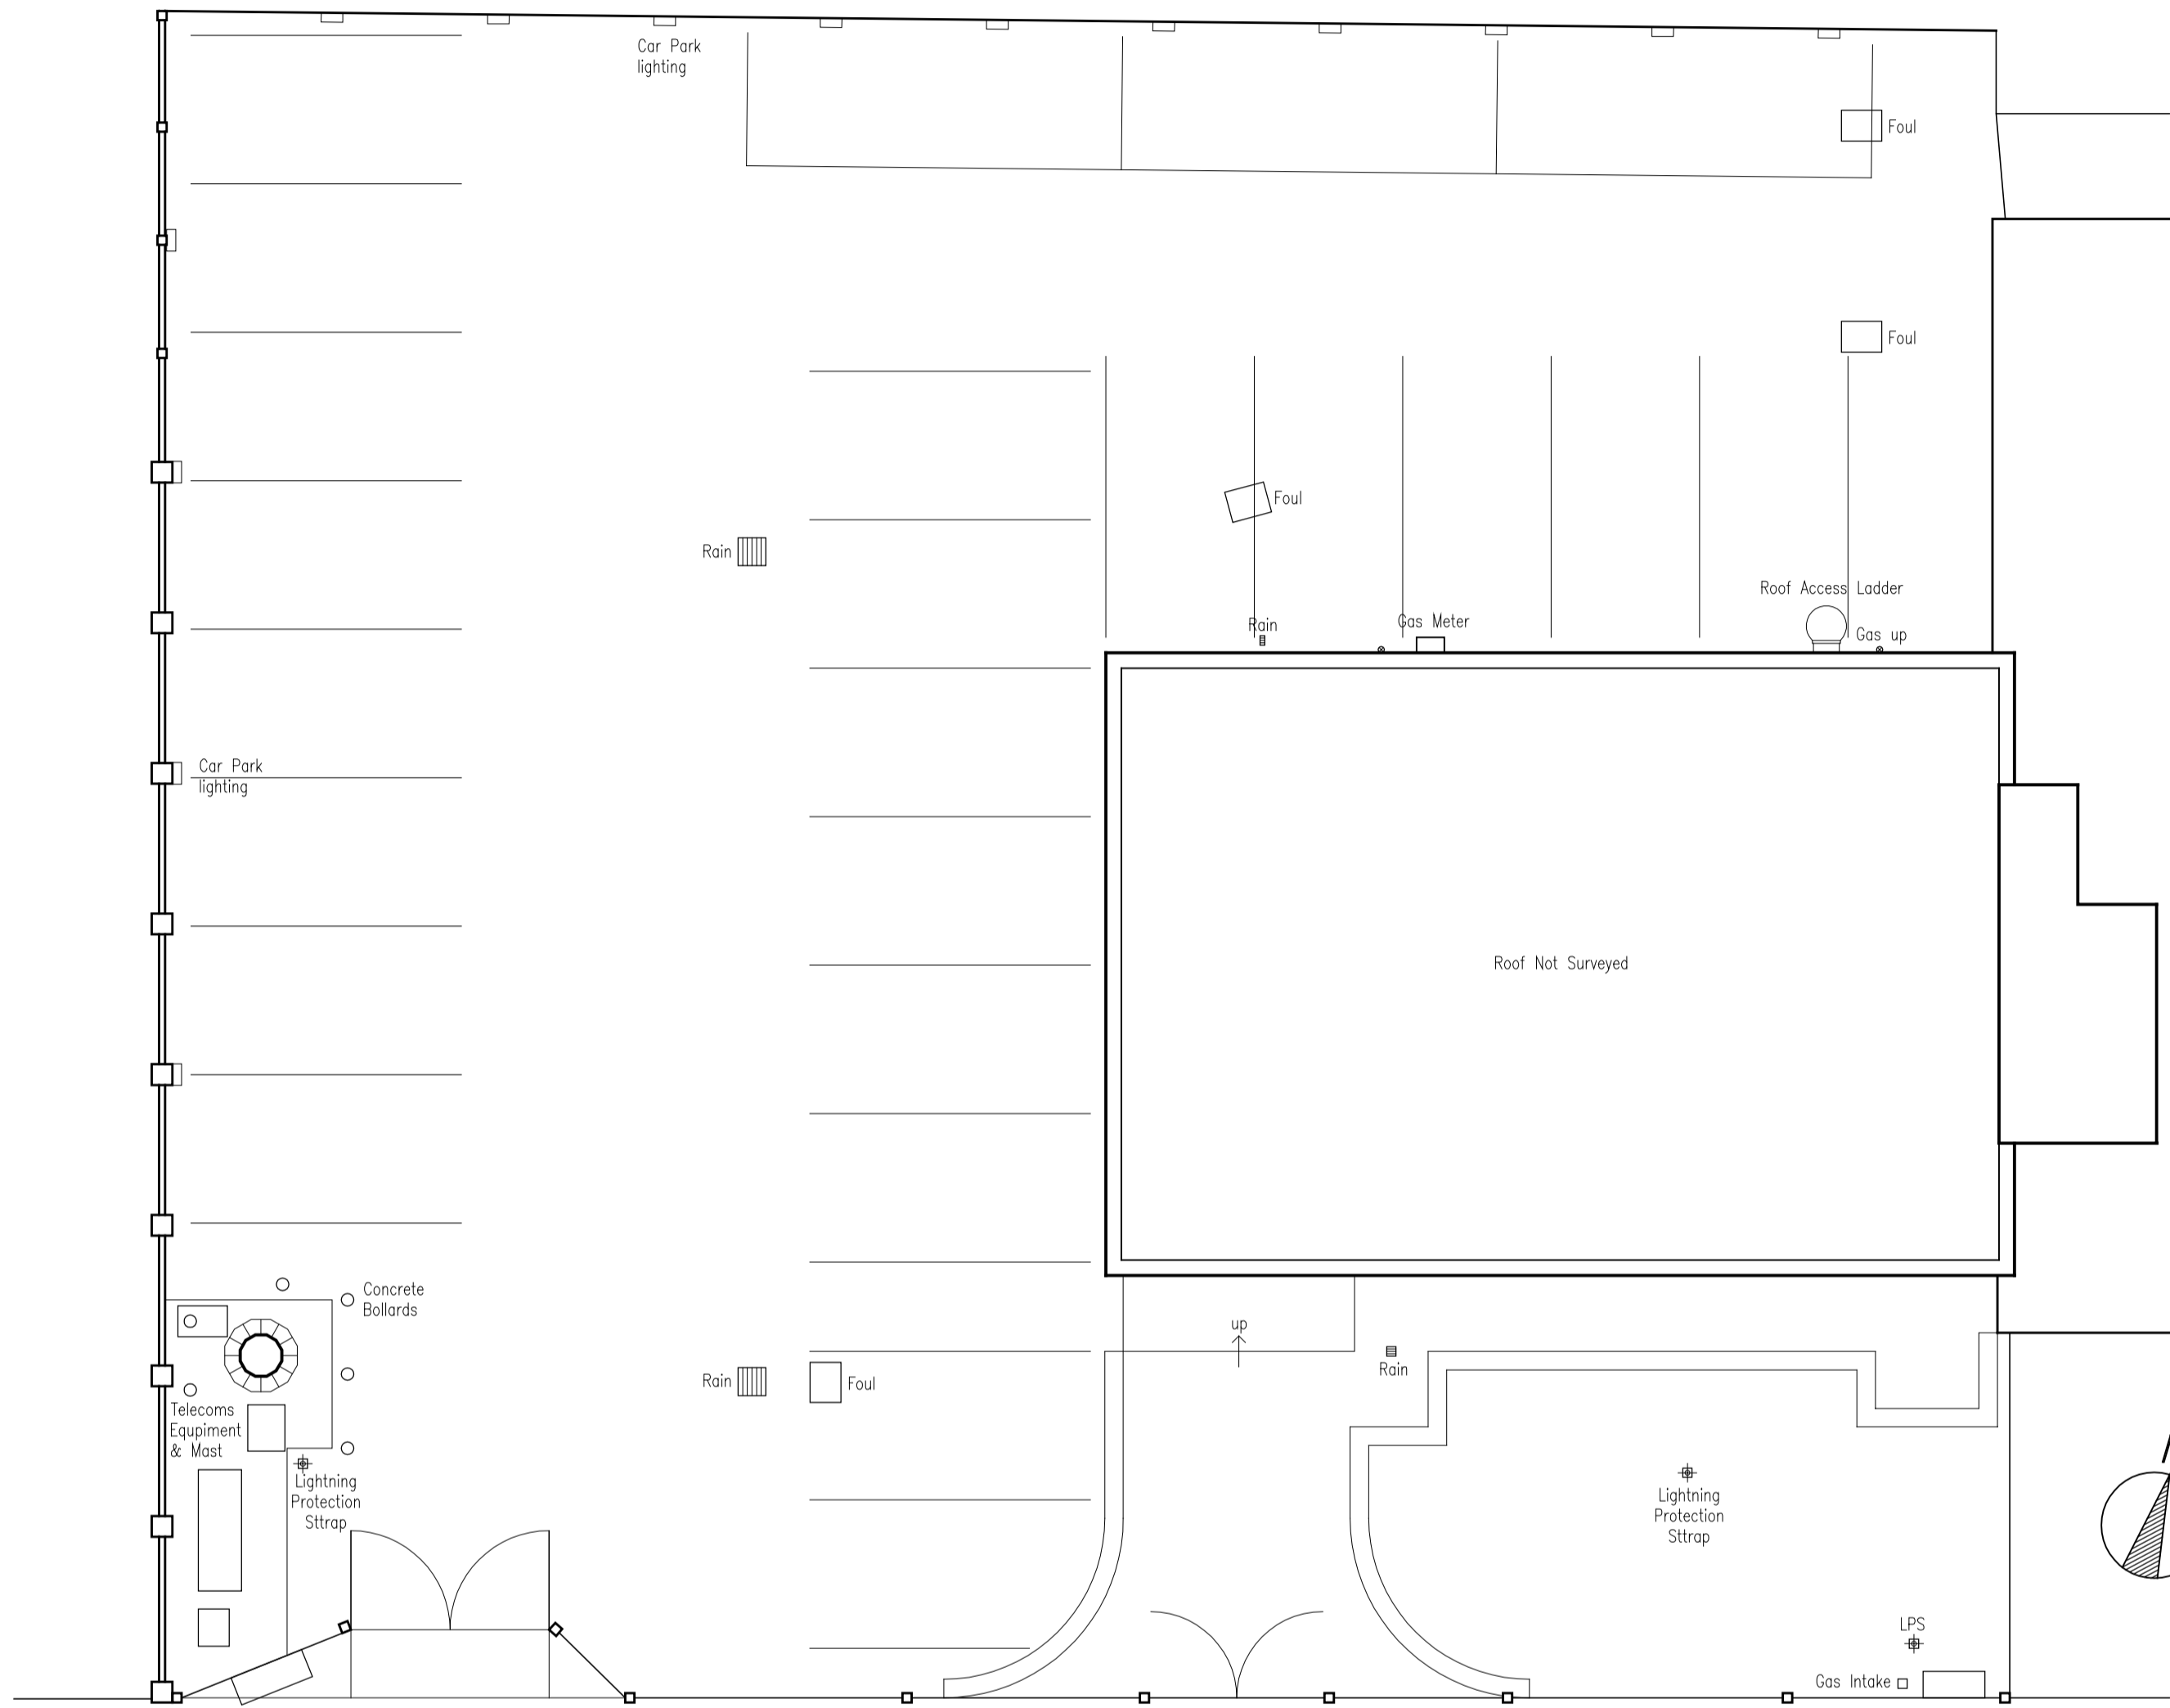 Car Park
lighting
Foul
Foul
Foul
Rain
Roof Access Ladder
Rain
Gas Meter
Gas up
Car Park
lighting
Roof Not Surveyed
Concrete
Bollards
up
Rain
Rain
Foul
Telecoms
Equpiment
& Mast
Lightning
Protection
Sttrap
Lightning
Protection
Sttrap
LPS
Gas Intake